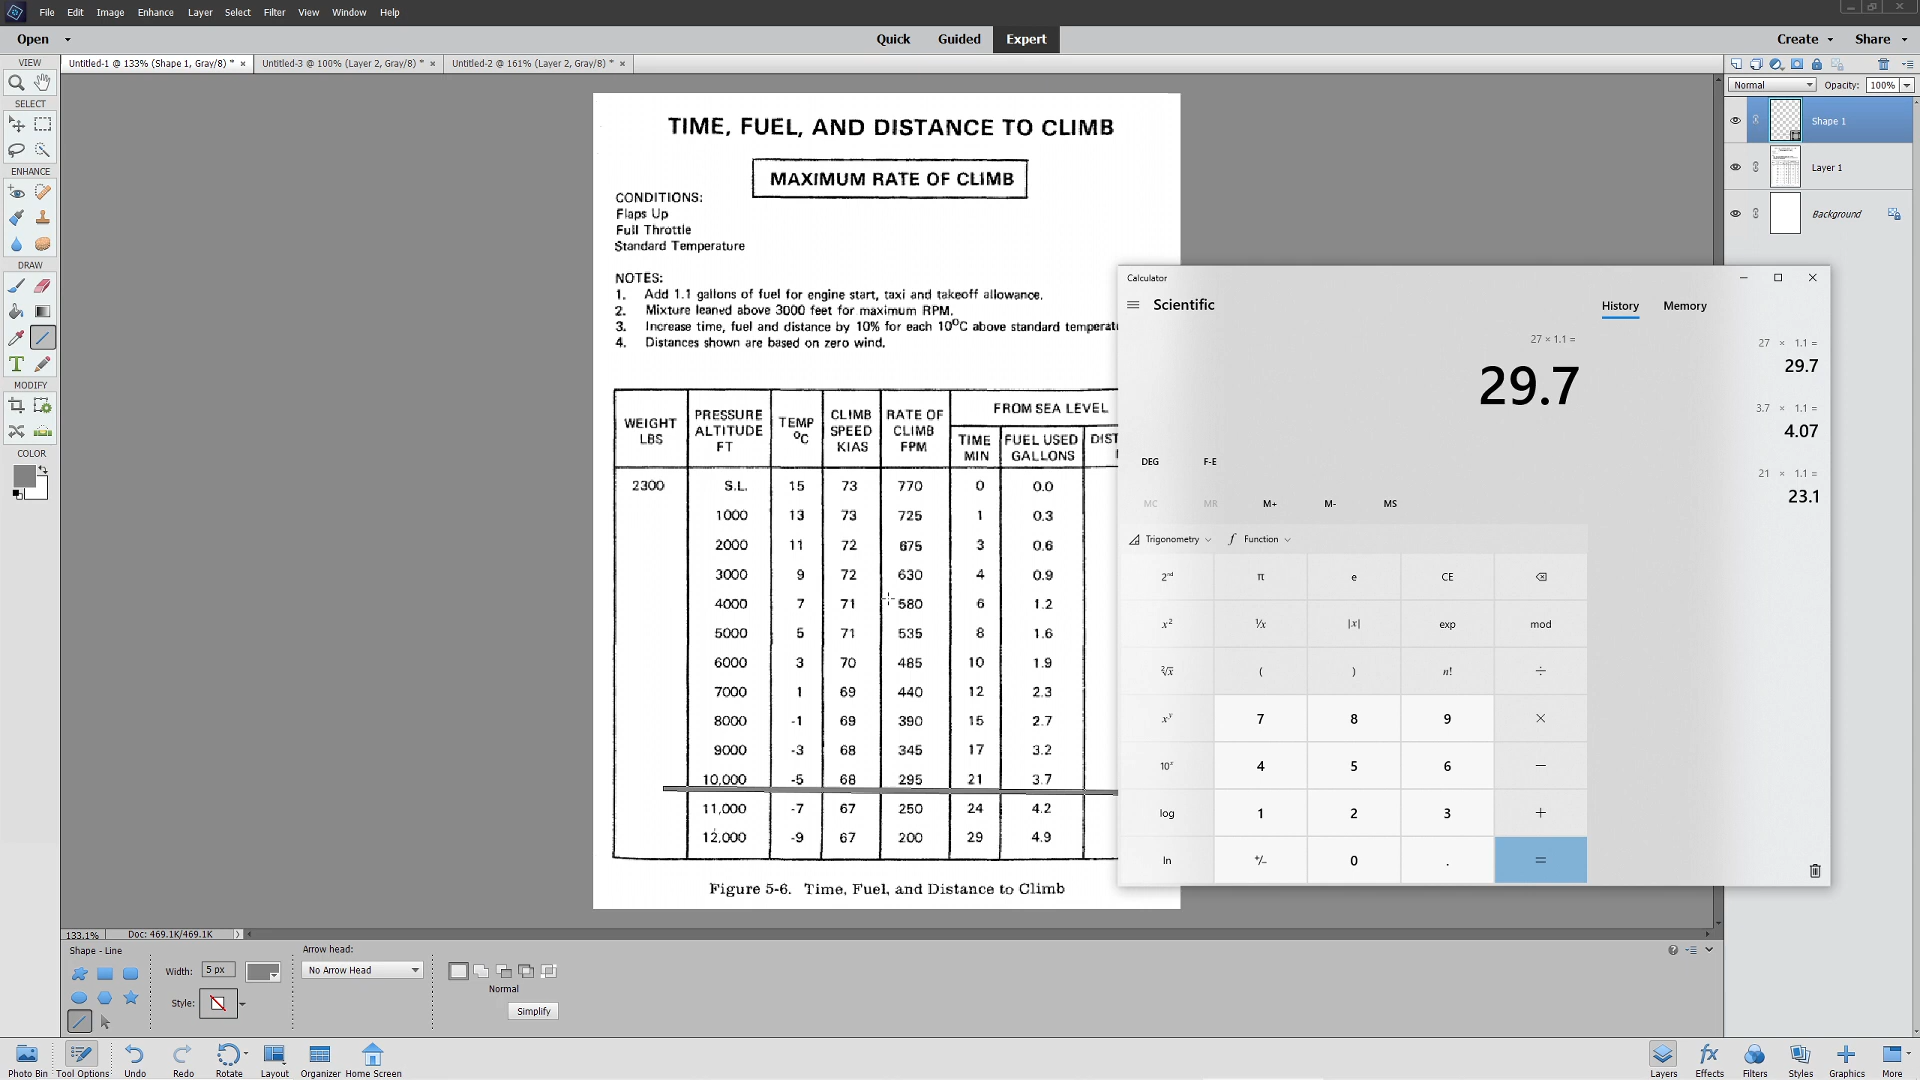 File Edit Image Enhance Layer Select Filter View Window Help
Open Quick Guided Expert Create Share
VIEW
Untitled-1 @ 133% (Shape 1, Gray/8) * × Untitled-3 @ 100% (Layer 2, Gray/8) * × Untitled-2 @ 161% (Layer 2, Gray/8) * ×
SELECT
ENHANCE
DRAW
MODIFY
COLOR
Normal Opacity: 100%
Shape 1
Layer 1
Background
TIME, FUEL, AND DISTANCE TO CLIMB
MAXIMUM RATE OF CLIMB
CONDITIONS:
Flaps Up
Full Throttle
Standard Temperature
NOTES:
1. Add 1.1 gallons of fuel for engine start, taxi and takeoff allowance.
2. Mixture leaned above 3000 feet for maximum RPM.
3. Increase time, fuel and distance by 10% for each 10°C above standard temperat
4. Distances shown are based on zero wind.
WEIGHT LBS
PRESSURE ALTITUDE FT
TEMP °C
CLIMB SPEED KIAS
RATE OF CLIMB FPM
FROM SEA LEVEL
TIME MIN
FUEL USED GALLONS
DIST
2300 S.L. 15 73 770 0 0.0
1000 13 73 725 1 0.3
2000 11 72 675 3 0.6
3000 9 72 630 4 0.9
4000 7 71 580 6 1.2
5000 5 71 535 8 1.6
6000 3 70 485 10 1.9
7000 1 69 440 12 2.3
8000 -1 69 390 15 2.7
9000 -3 68 345 17 3.2
10,000 -5 68 295 21 3.7
11,000 -7 67 250 24 4.2
12,000 -9 67 200 29 4.9
Figure 5-6. Time, Fuel, and Distance to Climb
Calculator
Scientific
History Memory
27 × 1.1 =
29.7
27 × 1.1 =
29.7
3.7 × 1.1 =
4.07
21 × 1.1 =
23.1
DEG F-E
MC MR M+ M- MS
Trigonometry Function
2ⁿᵈ π e CE
x² ¹/x |x| exp mod
²√x ( ) n! ÷
xʸ 7 8 9 ×
10ˣ 4 5 6 −
log 1 2 3 +
ln +/− 0 . =
133.1% Doc: 469.1K/469.1K
Shape - Line
Width: 5 px
Style:
Arrow head:
No Arrow Head
Normal
Simplify
Photo Bin Tool Options Undo Redo Rotate Layout Organizer Home Screen
Layers Effects Filters Styles Graphics More